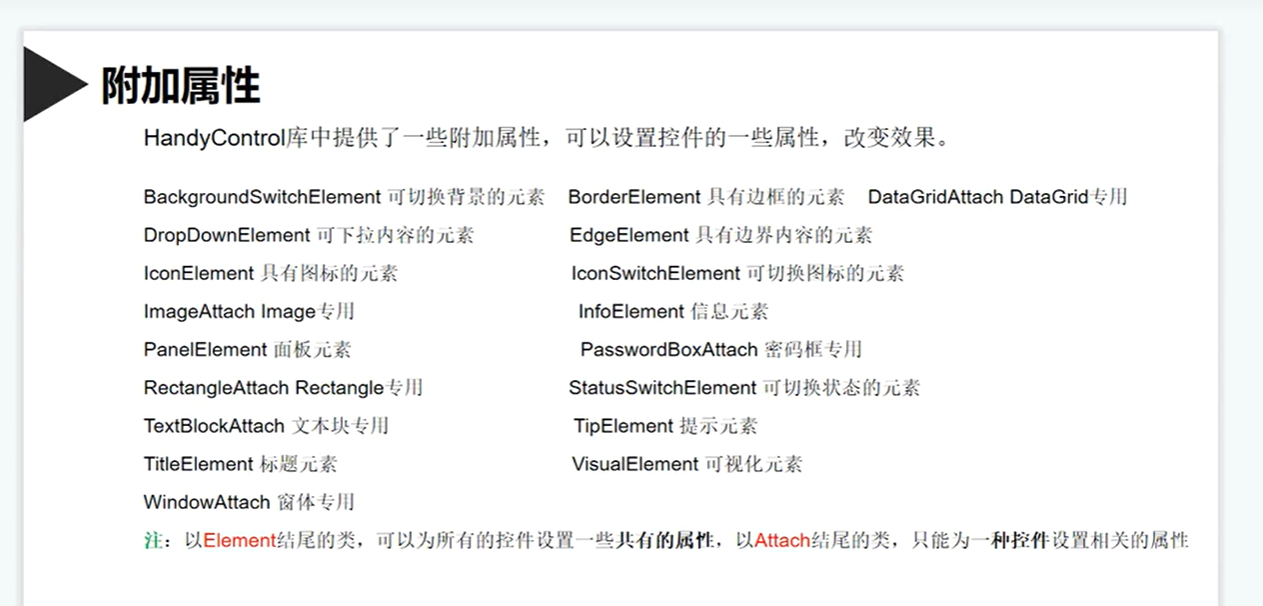 附加属性
HandyControl库中提供了一些附加属性，可以设置控件的一些属性，改变效果。
BackgroundSwitchElement 可切换背景的元素 BorderElement 具有边框的元素 DataGridAttach DataGrid专用
DropDownElement 可下拉内容的元素 EdgeElement 具有边界内容的元素
IconElement 具有图标的元素 IconSwitchElement 可切换图标的元素
ImageAttach Image专用 InfoElement 信息元素
PanelElement 面板元素 PasswordBoxAttach 密码框专用
RectangleAttach Rectangle专用 StatusSwitchElement 可切换状态的元素
TextBlockAttach 文本块专用 TipElement 提示元素
TitleElement 标题元素 VisualElement 可视化元素
WindowAttach 窗体专用
注：以Element结尾的类，可以为所有的控件设置一些共有的属性，以Attach结尾的类，只能为一种控件设置相关的属性